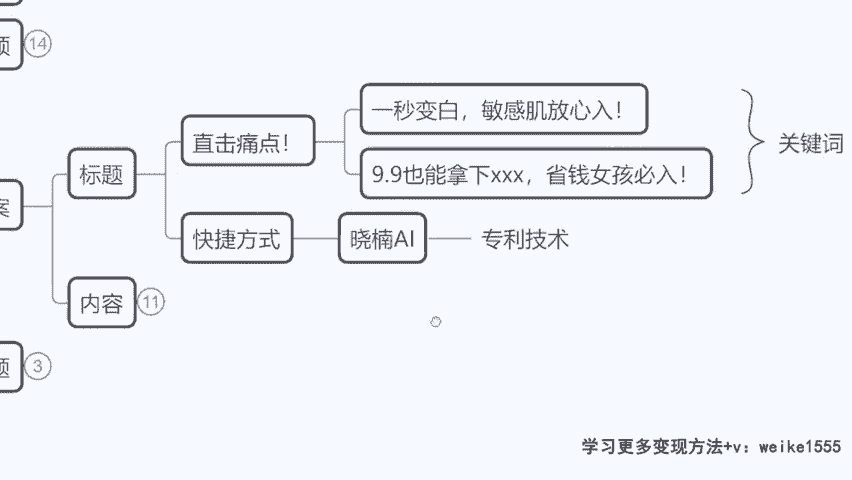 14
直击痛点！
一秒变白，敏感肌放心入！
9.9也能拿下xxx，省钱女孩必入！
关键词
标题
快捷方式
晓楠AI
专利技术
案
内容
11
题
3
学习更多变现方法+v：weike1555